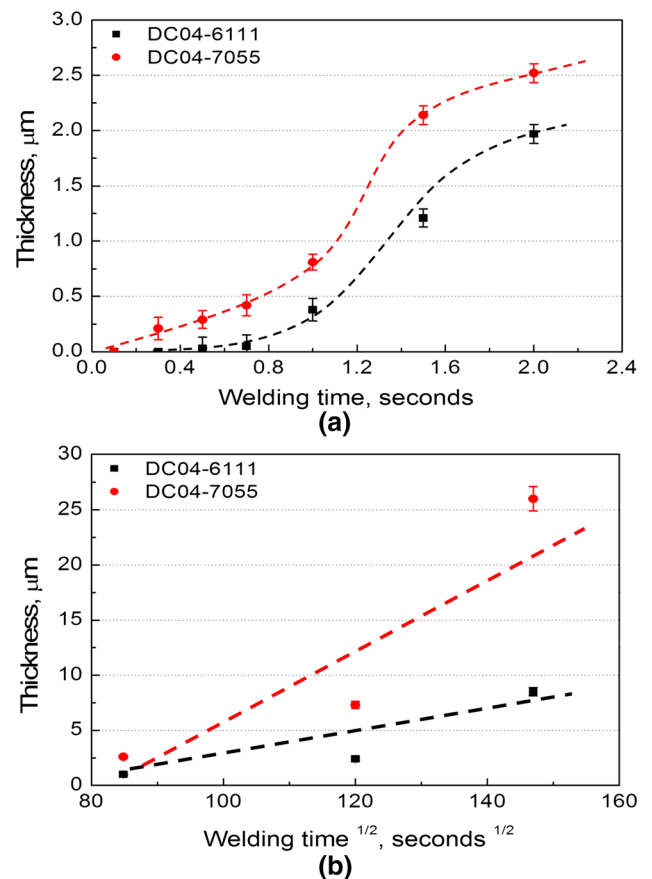 3.0
DC04-6111
DC04-7055
2.5
2.0
1.5
1.0
0.5
0.0
Thickness, μm
0.0 0.4 0.8 1.2 1.6 2.0 2.4
Welding time, seconds
(a)
30
DC04-6111
DC04-7055
25
20
15
10
5
0
Thickness, μm
80 100 120 140 160
Welding time 1/2, seconds 1/2
(b)